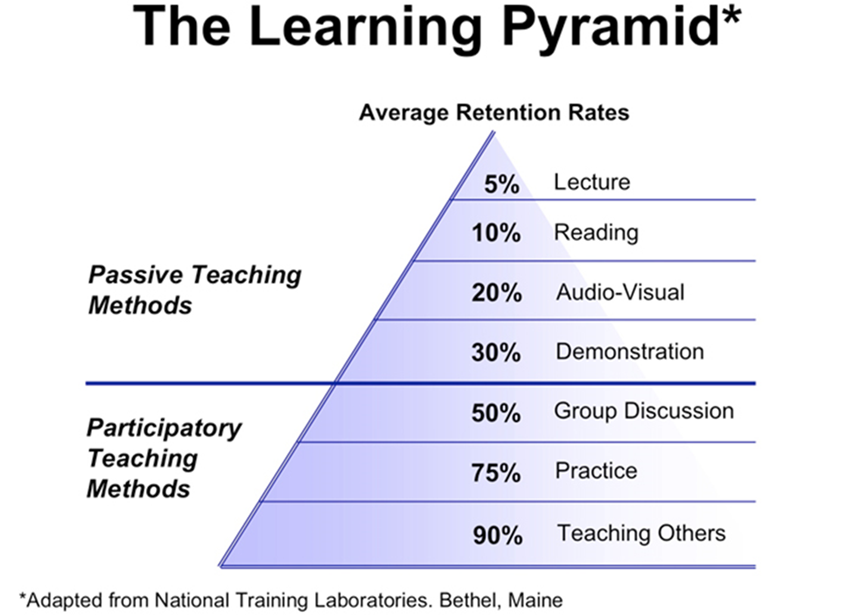 The Learning Pyramid*
Average Retention Rates
5% Lecture
10% Reading
Passive Teaching
Methods
20% Audio-Visual
30% Demonstration
50% Group Discussion
Participatory
Teaching
Methods
75% Practice
90% Teaching Others
*Adapted from National Training Laboratories. Bethel, Maine